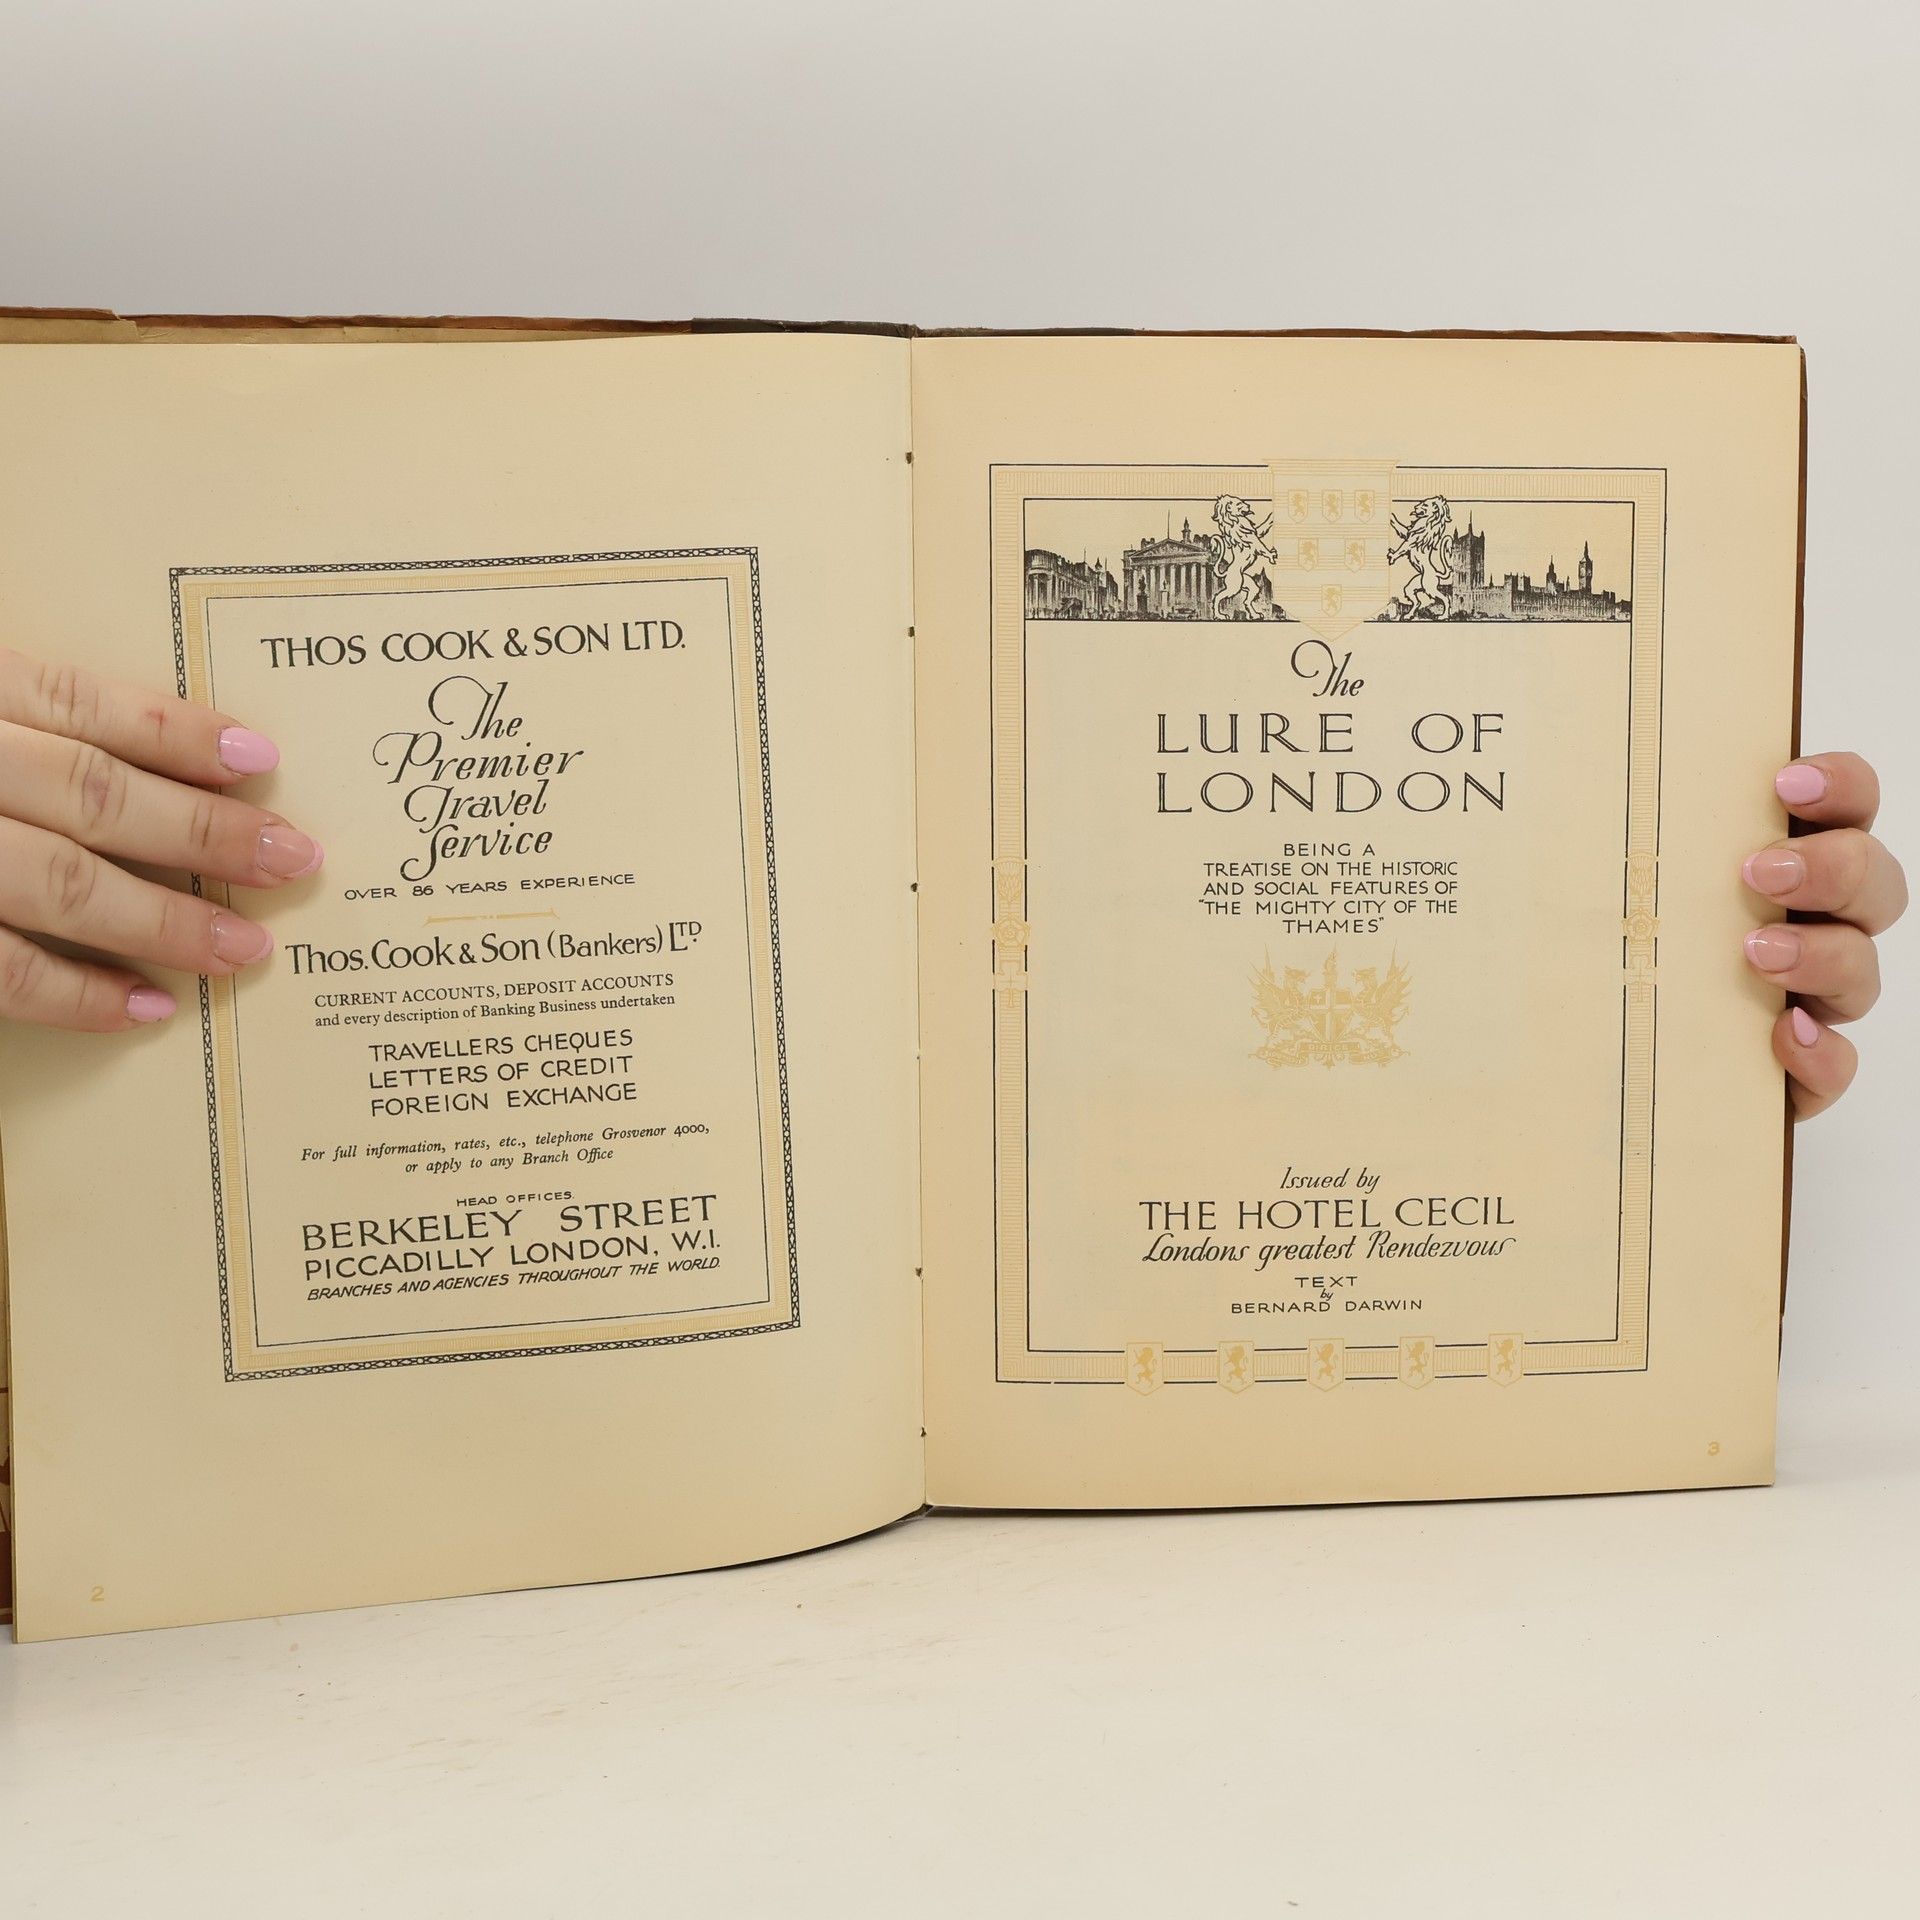 THOS COOK & SON LTD.
The
Premier
Travel
Service
OVER 86 YEARS EXPERIENCE
Thos. Cook & Son (Bankers) LTD.
CURRENT ACCOUNTS, DEPOSIT ACCOUNTS
and every description of Banking Business undertaken
TRAVELLERS CHEQUES
LETTERS OF CREDIT
FOREIGN EXCHANGE
For full information, rates, etc., telephone Grosvenor 4000,
or apply to any Branch Office
HEAD OFFICES
BERKELEY STREET
PICCADILLY LONDON, W.1.
BRANCHES AND AGENCIES THROUGHOUT THE WORLD.
2
The
LURE OF
LONDON
BEING A
TREATISE ON THE HISTORIC
AND SOCIAL FEATURES OF
"THE MIGHTY CITY OF THE
THAMES"
Issued by
THE HOTEL CECIL
Londons greatest Rendezvous
TEXT
by
BERNARD DARWIN
3